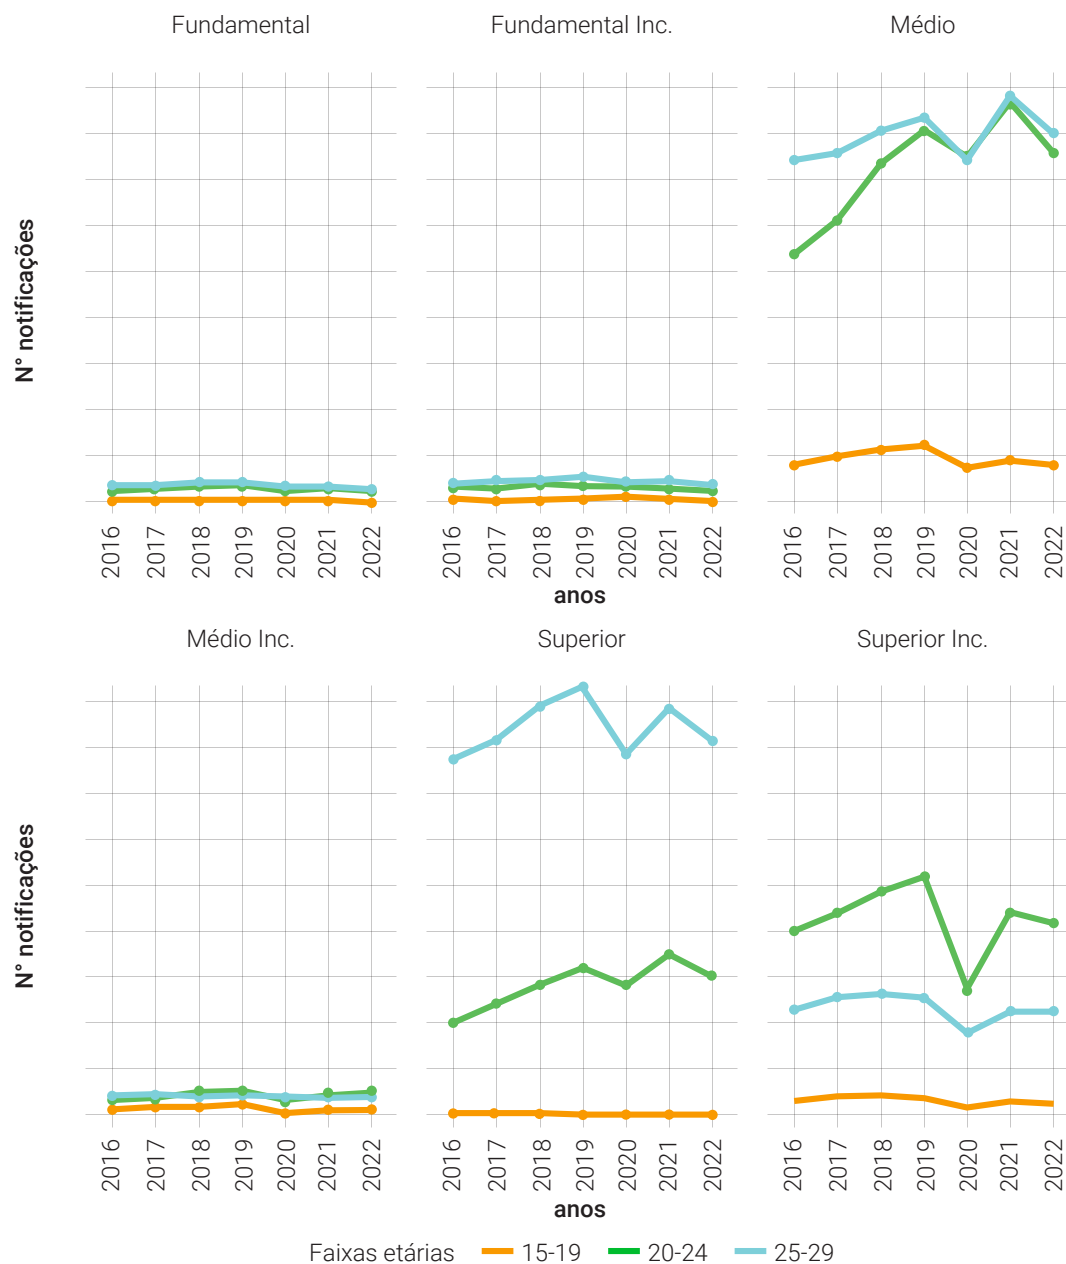 Fundamental
Fundamental Inc.
Médio
N° notificações
2016 2017 2018 2019 2020 2021 2022
2016 2017 2018 2019 2020 2021 2022
2016 2017 2018 2019 2020 2021 2022
anos
Médio Inc.
Superior
Superior Inc.
N° notificações
2016 2017 2018 2019 2020 2021 2022
2016 2017 2018 2019 2020 2021 2022
2016 2017 2018 2019 2020 2021 2022
anos
Faixas etárias 15-19 20-24 25-29